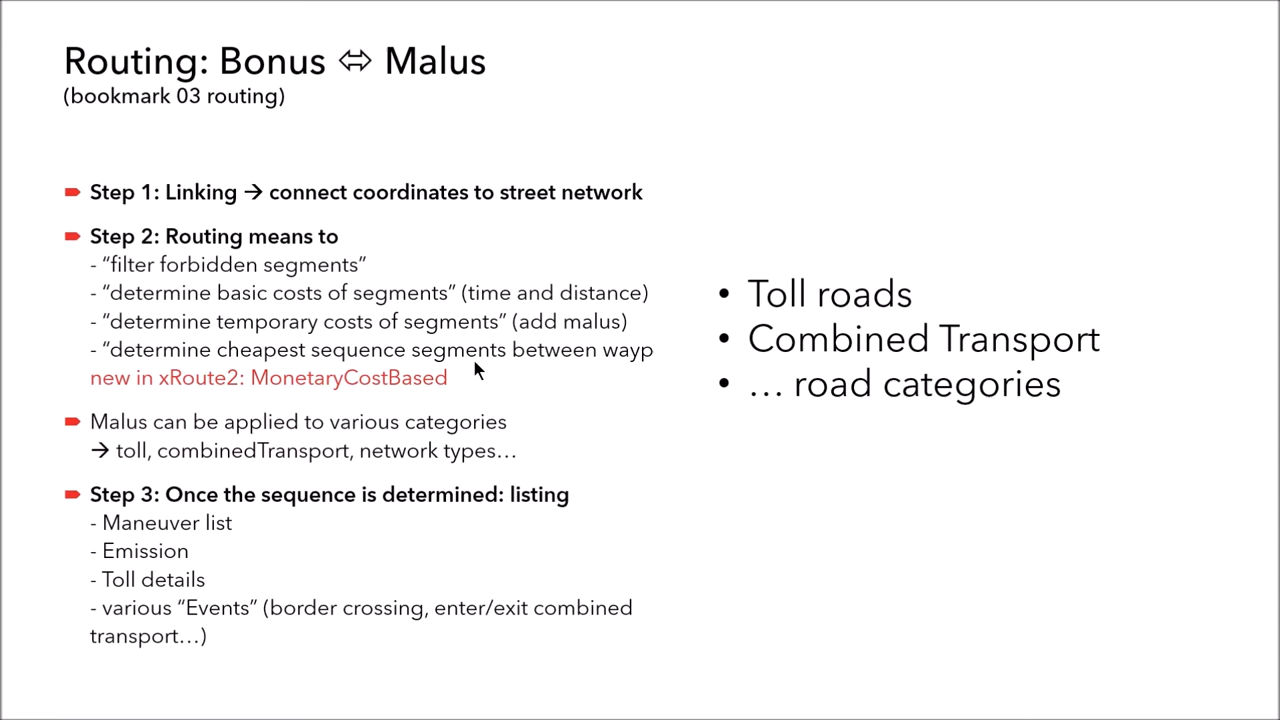 Routing: Bonus ⬄ Malus
(bookmark 03 routing)
Step 1: Linking → connect coordinates to street network
Step 2: Routing means to
- “filter forbidden segments”
- “determine basic costs of segments” (time and distance)
- “determine temporary costs of segments” (add malus)
- “determine cheapest sequence segments between wayp
new in xRoute2: MonetaryCostBased
Malus can be applied to various categories
→ toll, combinedTransport, network types…
Step 3: Once the sequence is determined: listing
- Maneuver list
- Emission
- Toll details
- various “Events” (border crossing, enter/exit combined
transport…)
• Toll roads
• Combined Transport
• … road categories